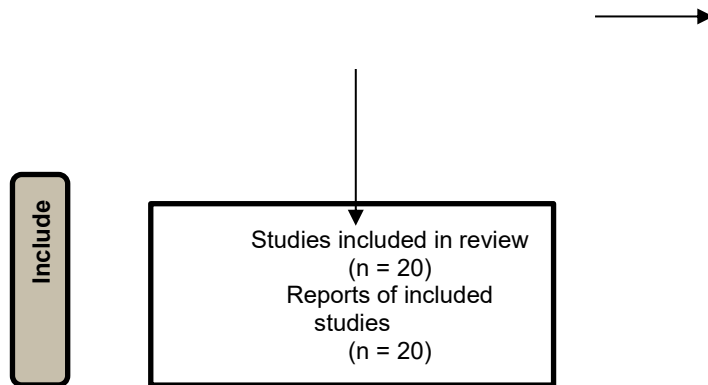 Include
Studies included in review
(n = 20)
Reports of included
studies
(n = 20)